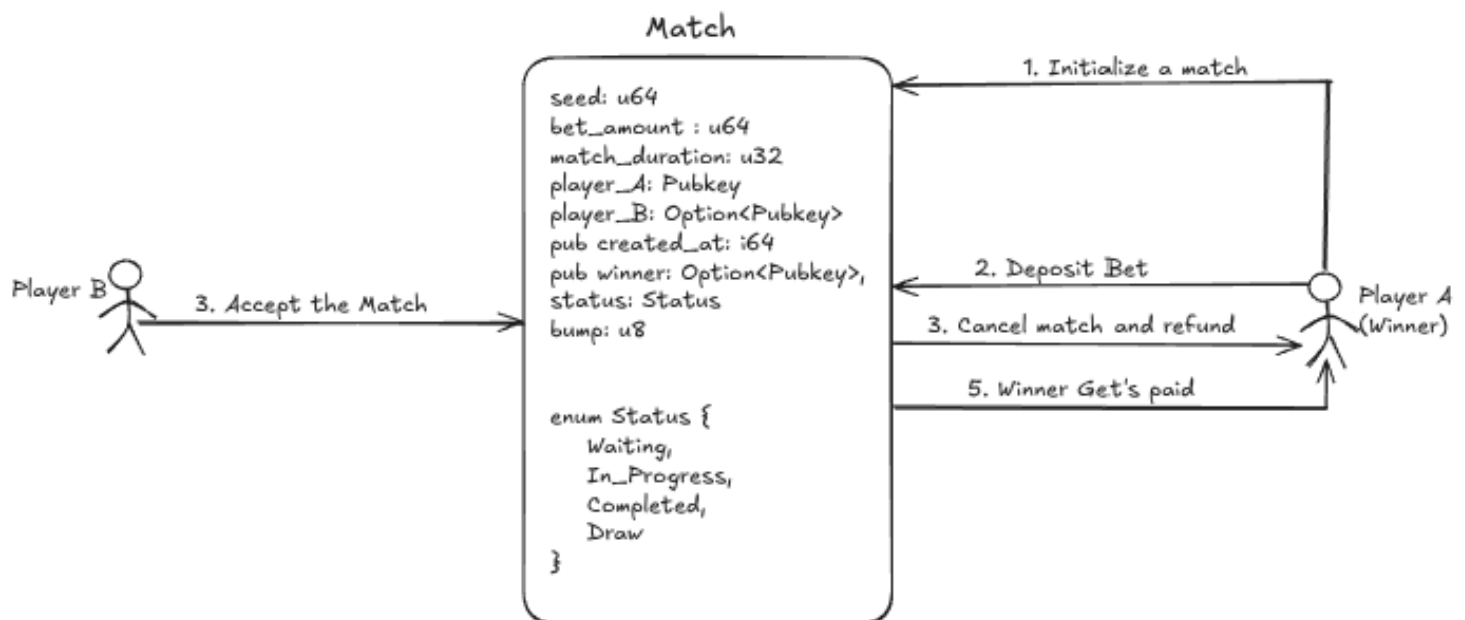 Match
seed: u64
bet_amount : u64
match_duration: u32
player_A: Pubkey
player_B: Option<Pubkey>
pub created_at: i64
pub winner: Option<Pubkey>,
status: Status
bump: u8
enum Status {
Waiting,
In_Progress,
Completed,
Draw
}
Player B
3. Accept the Match
1. Initialize a match
2. Deposit Bet
3. Cancel match and refund
5. Winner Get's paid
Player A
(Winner)